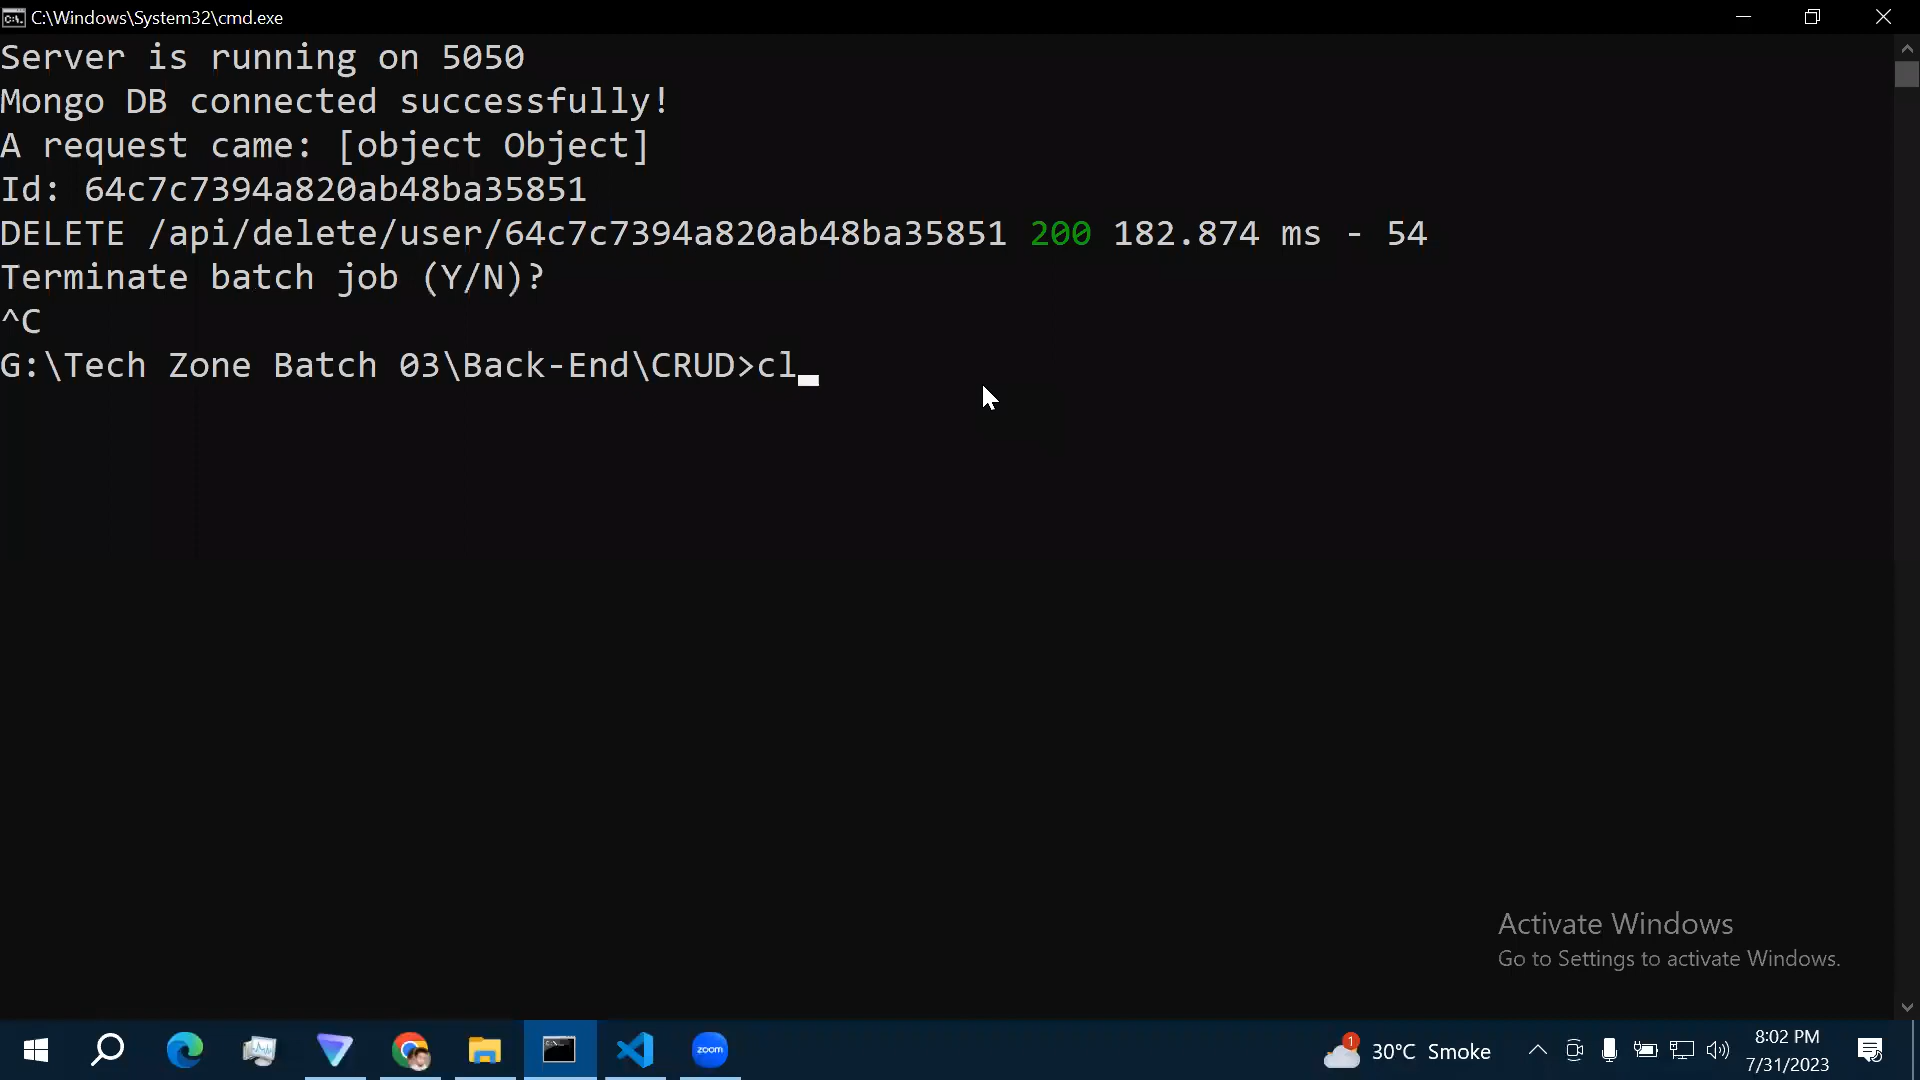 C:\Windows\System32\cmd.exe
Server is running on 5050
Mongo DB connected successfully!
A request came: [object Object]
Id: 64c7c7394a820ab48ba35851
DELETE /api/delete/user/64c7c7394a820ab48ba35851 200 182.874 ms - 54
Terminate batch job (Y/N)?
^C
G:\Tech Zone Batch 03\Back-End\CRUD>cl
Activate Windows
Go to Settings to activate Windows.
zoom
1
30°C Smoke
8:02 PM
7/31/2023